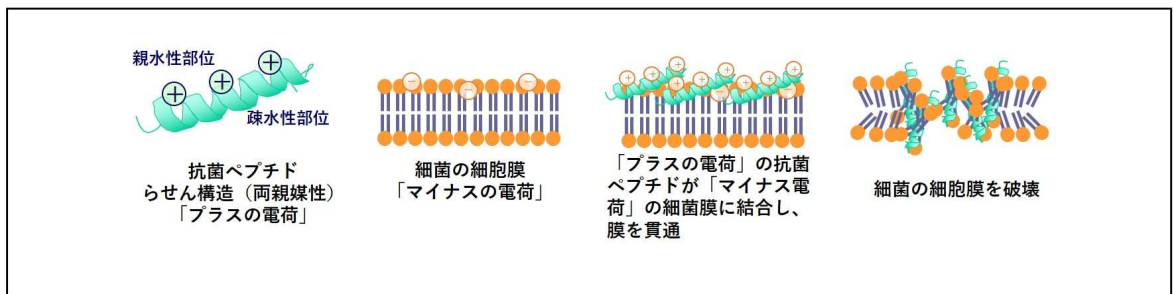 親水性部位
疎水性部位
抗菌ペプチド
らせん構造（両親媒性）
「プラスの電荷」
細菌の細胞膜
「マイナスの電荷」
「プラスの電荷」の抗菌
ペプチドが「マイナス電
荷」の細菌膜に結合し、
膜を貫通
細菌の細胞膜を破壊